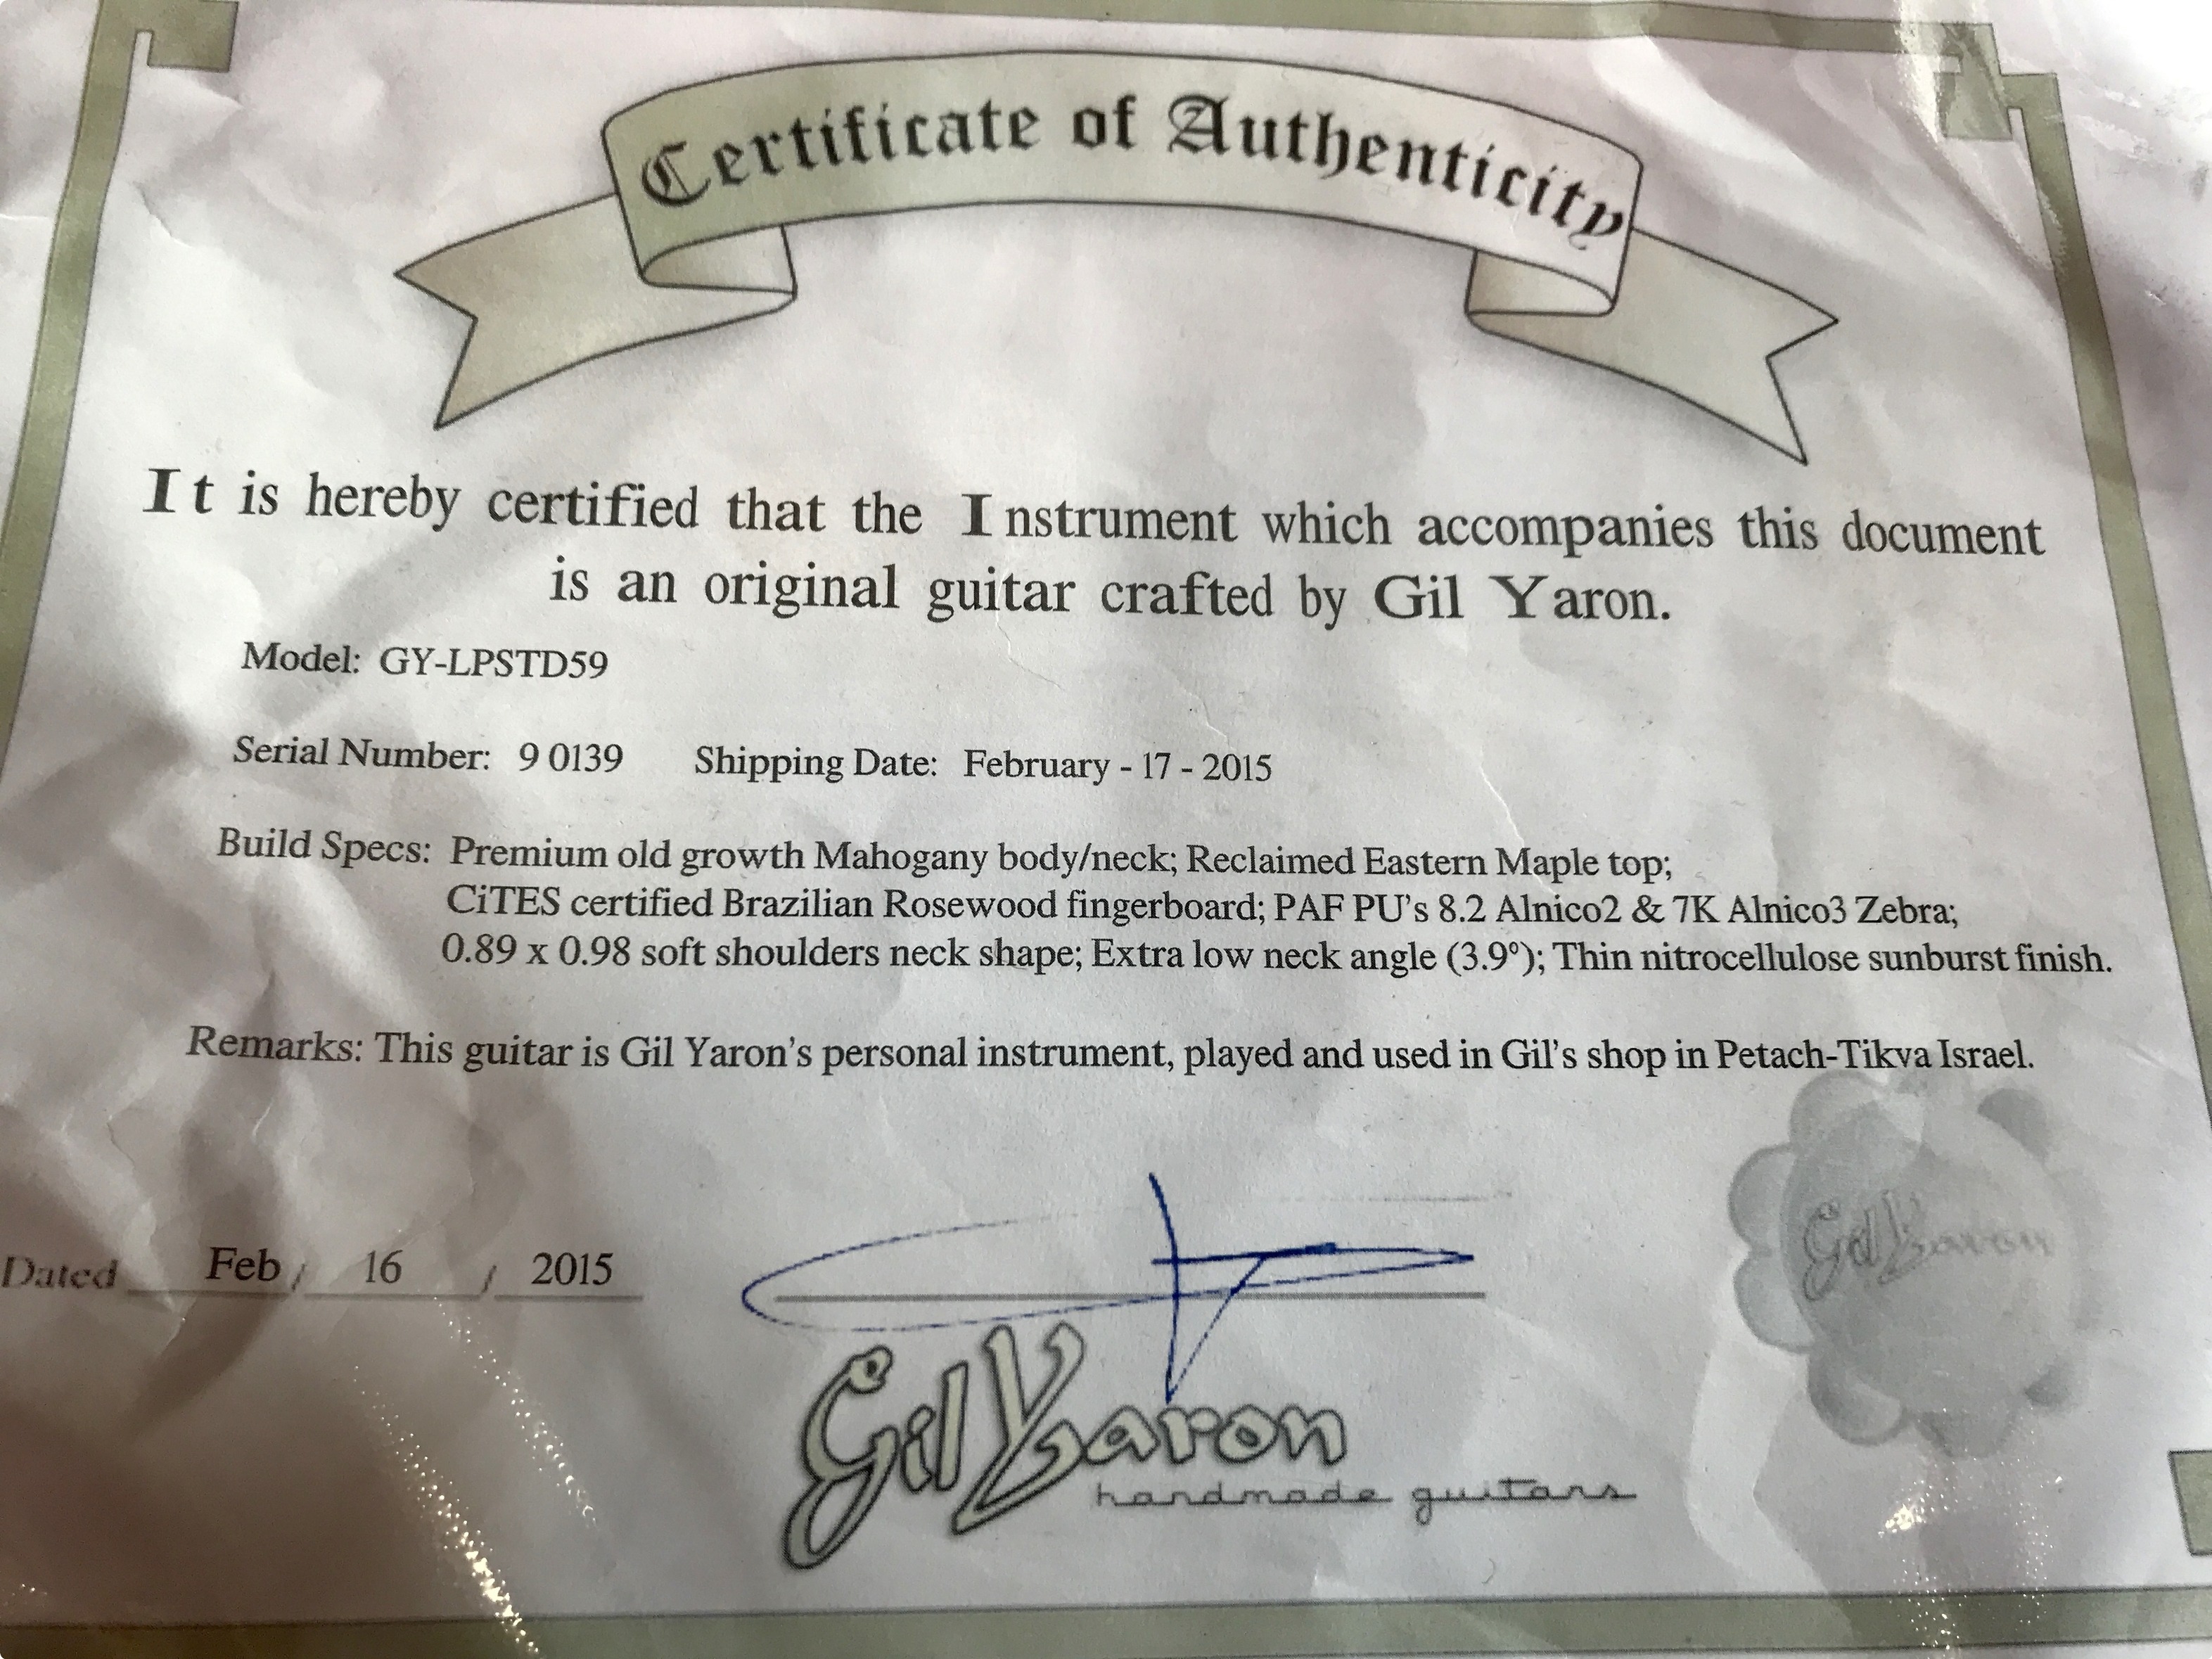 Certificate of Authenticity
It is hereby certified that the Instrument which accompanies this document
is an original guitar crafted by Gil Yaron.
Model: GY-LPSTD59
Serial Number: 9 0139 Shipping Date: February - 17 - 2015
Build Specs: Premium old growth Mahogany body/neck; Reclaimed Eastern Maple top;
CiTES certified Brazilian Rosewood fingerboard; PAF PU's 8.2 Alnico2 & 7K Alnico3 Zebra;
0.89 x 0.98 soft shoulders neck shape; Extra low neck angle (3.9°); Thin nitrocellulose sunburst finish.
Remarks: This guitar is Gil Yaron's personal instrument, played and used in Gil's shop in Petach-Tikva Israel.
Gil Yaron
Dated Feb / 16 / 2015
Gil Yaron
handmade guitars